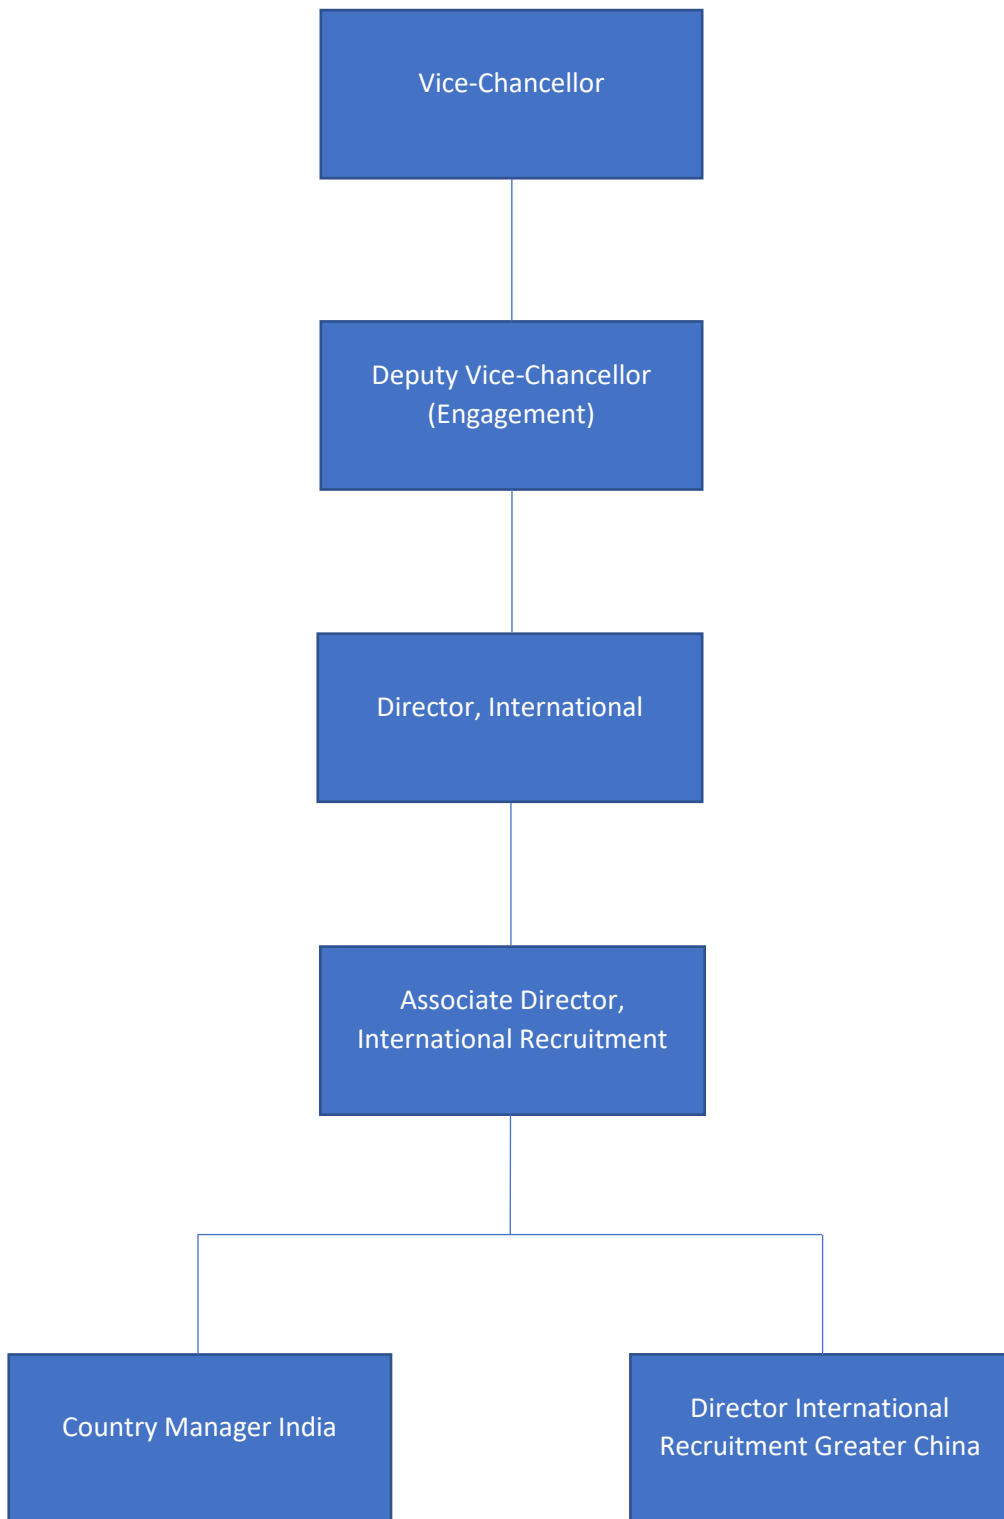 Vice-Chancellor
Deputy Vice-Chancellor
(Engagement)
Director, International
Associate Director,
International Recruitment
Country Manager India
Director International
Recruitment Greater China